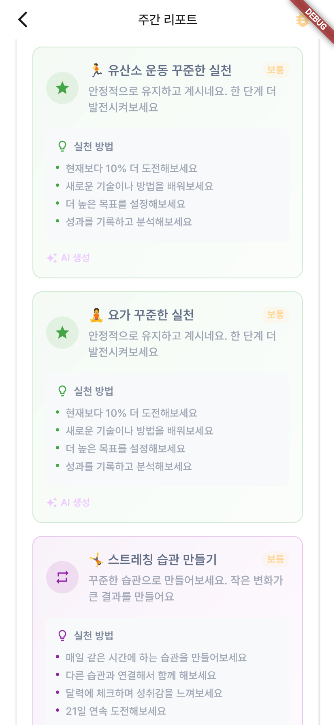 주간 리포트
DEBUG
🏃 유산소 운동 꾸준한 실천
보통
안정적으로 유지하고 계시네요. 한 단계 더
발전시켜보세요
실천 방법
• 현재보다 10% 더 도전해보세요
• 새로운 기술이나 방법을 배워보세요
• 더 높은 목표를 설정해보세요
• 성과를 기록하고 분석해보세요
AI 생성
🧘 요가 꾸준한 실천
보통
안정적으로 유지하고 계시네요. 한 단계 더
발전시켜보세요
실천 방법
• 현재보다 10% 더 도전해보세요
• 새로운 기술이나 방법을 배워보세요
• 더 높은 목표를 설정해보세요
• 성과를 기록하고 분석해보세요
AI 생성
🤸 스트레칭 습관 만들기
보통
꾸준한 습관으로 만들어보세요. 작은 변화가
큰 결과를 만들어요
실천 방법
• 매일 같은 시간에 하는 습관을 만들어보세요
• 다른 습관과 연결해서 함께 해보세요
• 달력에 체크하며 성취감을 느껴보세요
• 21일 연속 도전해보세요